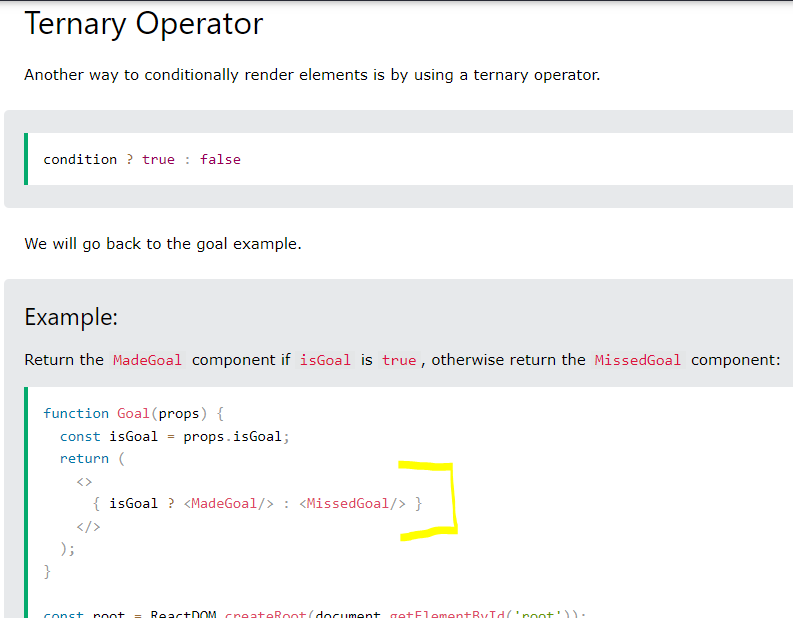 Ternary Operator
Another way to conditionally render elements is by using a ternary operator.
condition ? true : false
We will go back to the goal example.
Example:
Return the MadeGoal component if isGoal is true, otherwise return the MissedGoal component:
function Goal(props) {
  const isGoal = props.isGoal;
  return (
    <>
      { isGoal ? <MadeGoal/> : <MissedGoal/> }
    </>
  );
}
const root = ReactDOM.createRoot(document.getElementById('root'));